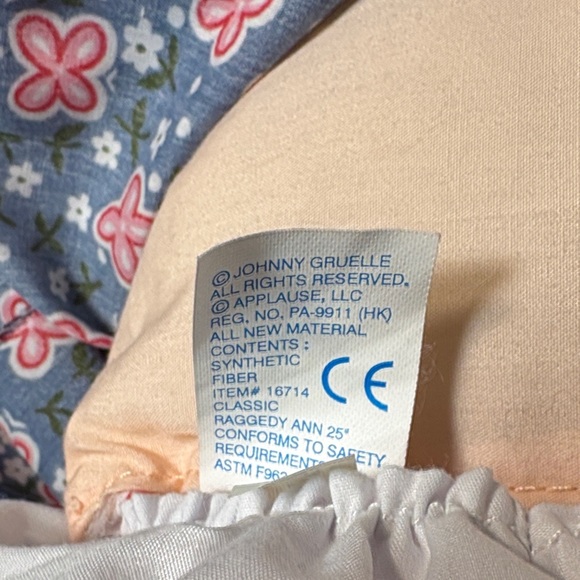 © JOHNNY GRUELLE
ALL RIGHTS RESERVED.
© APPLAUSE, LLC
REG. NO. PA-9911 (HK)
ALL NEW MATERIAL
CONTENTS :
SYNTHETIC
FIBER
CE
ITEM# 16714
CLASSIC
RAGGEDY ANN 25"
CONFORMS TO SAFETY
REQUIREMENT
ASTM